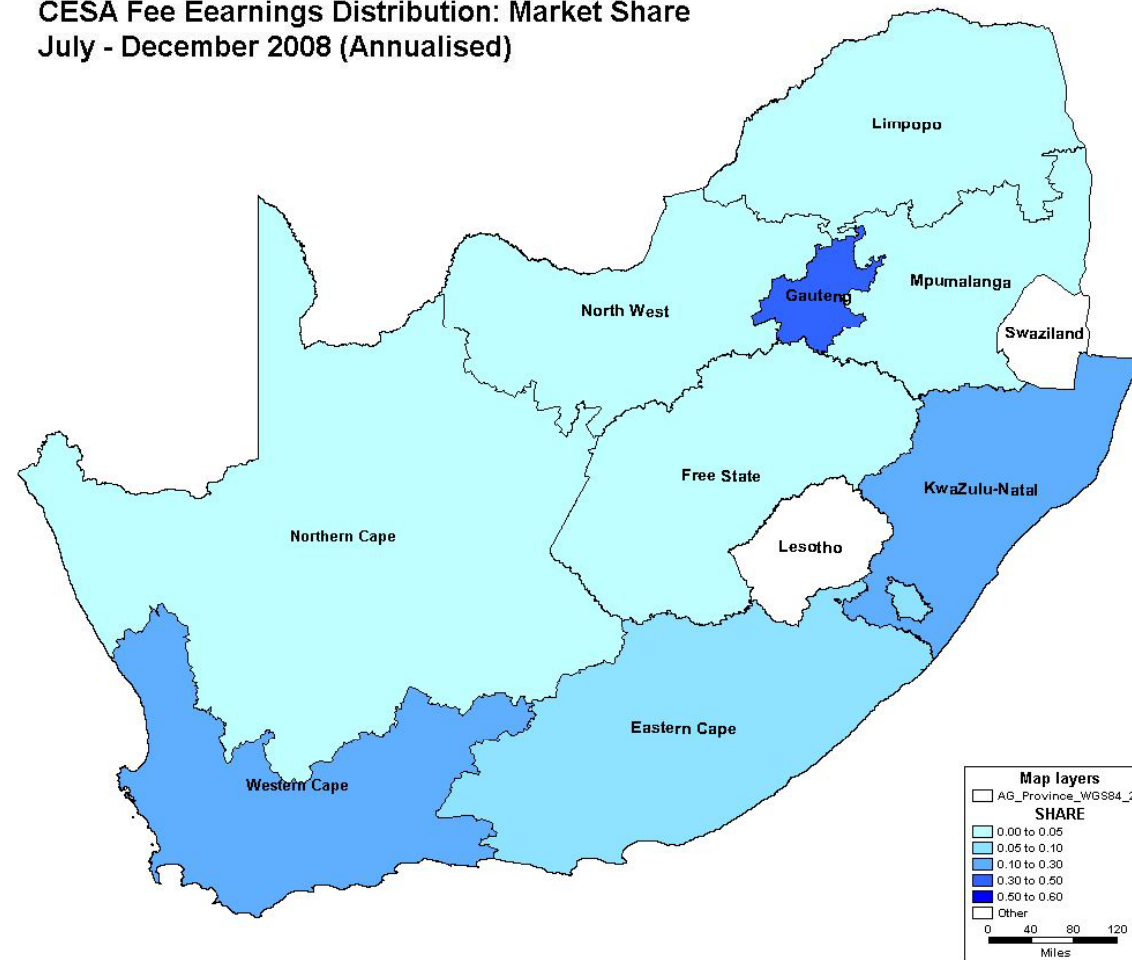 CESA Fee Eearnings Distribution: Market Share
July - December 2008 (Annualised)
Limpopo
Mpumalanga
Gauteng
North West
Swaziland
Free State
KwaZulu-Natal
Northern Cape
Lesotho
Eastern Cape
Western Cape
Map layers
AG_Province_WGS84_2
SHARE
0.00 to 0.05
0.05 to 0.10
0.10 to 0.30
0.30 to 0.50
0.50 to 0.60
Other
0 40 80 120
Miles